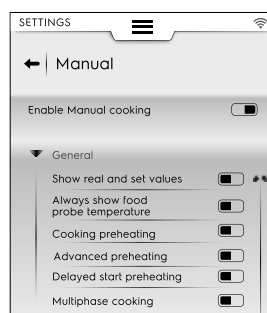 SETTINGS
Manual
Enable Manual cooking
General
Show real and set values
Always show food
probe temperature
Cooking preheating
Advanced preheating
Delayed start preheating
Multiphase cooking